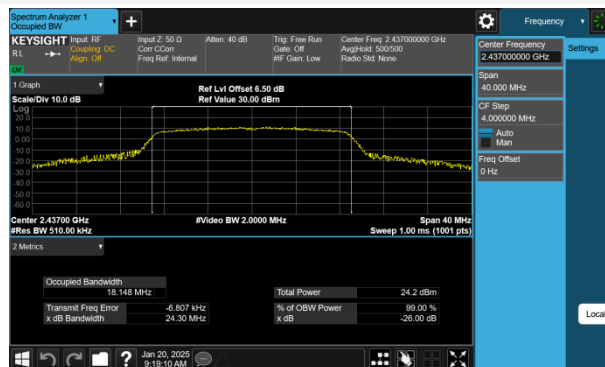 Spectrum Analyzer 1
Occupied BW
Frequency
KEYSIGHT
Input: RF
Input Z: 50 Ω
Atten: 40 dB
Trig: Free Run
Center Freq: 2.437000000 GHz
RL
Coupling: DC
Corr CCorr
Gate: Off
Avg|Hold: 500/500
Align: Off
Freq Ref: Internal
#IF Gain: Low
Radio Std: None
LW
Center Frequency
2.437000000 GHz
Settings
Span
40.000 MHz
CF Step
4.000000 MHz
Auto
Man
Freq Offset
0 Hz
1 Graph
Ref Lvl Offset 6.50 dB
Scale/Div 10.0 dB
Ref Value 30.00 dBm
Log
20.0
10.0
0.00
-10.0
-20.0
-30.0
-40.0
-50.0
-60.0
Center 2.43700 GHz
#Video BW 2.0000 MHz
Span 40 MHz
#Res BW 510.00 kHz
Sweep 1.00 ms (1001 pts)
2 Metrics
Occupied Bandwidth
18.148 MHz
Total Power
24.2 dBm
Transmit Freq Error
-6.807 kHz
% of OBW Power
99.00 %
x dB Bandwidth
24.30 MHz
x dB
-26.00 dB
Local
?
Jan 20, 2025
9:19:10 AM